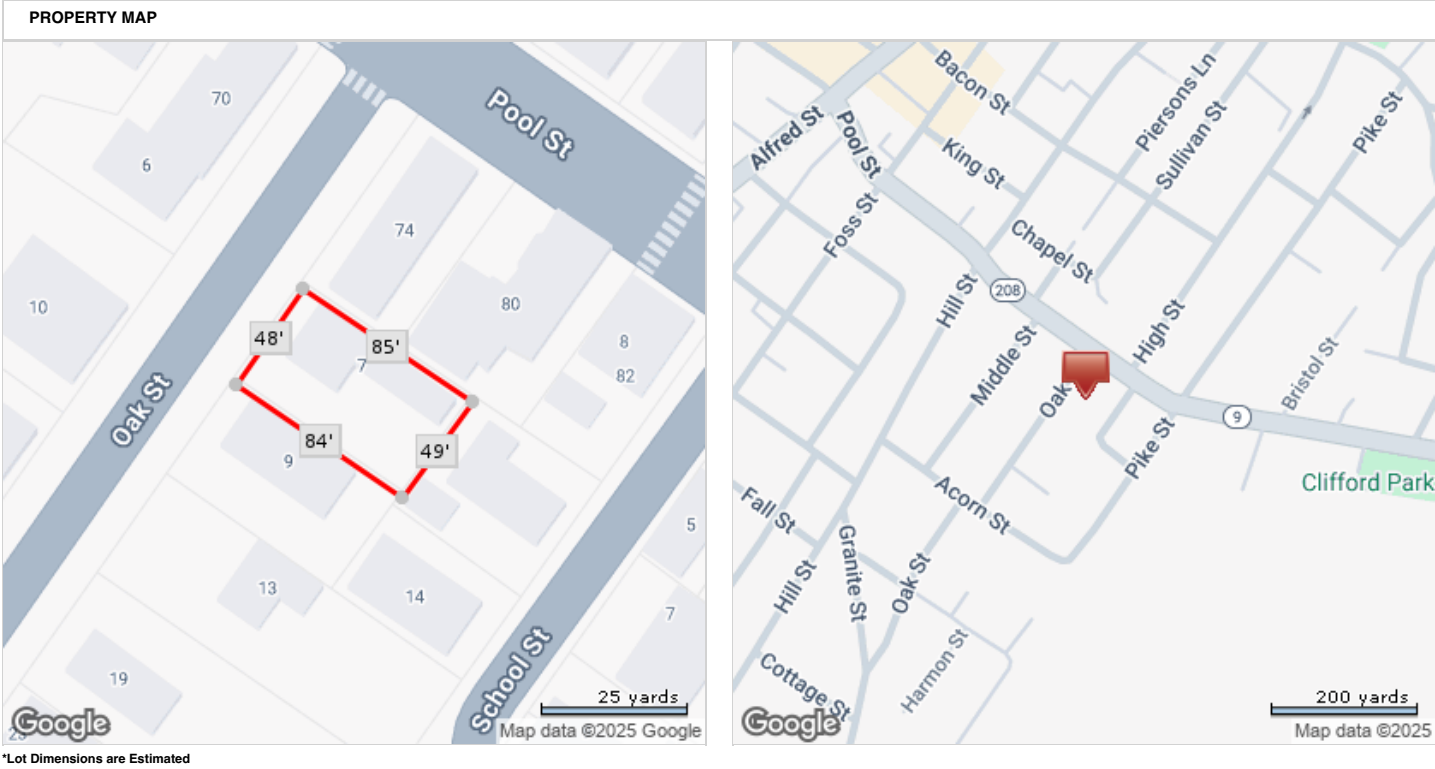 PROPERTY MAP
70
Pool St
6
74
10
80
48'
85'
8
7
82
Oak St
84'
49'
9
5
13
14
7
19
School St
25 yards
Google
Map data ©2025 Google
Bacon St
Piersons Ln
Alfred St
Pool St
King St
Sullivan St
Pike St
Foss St
Chapel St
Hill St
208
High St
Middle St
Bristol St
Oak
9
Pike St
Clifford Park
Acorn St
Fall St
Granite St
Hill St
Oak St
Harmon St
Cottage St
200 yards
Google
Map data ©2025
*Lot Dimensions are Estimated